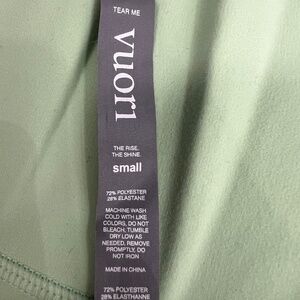 TEAR ME
vuori
THE RISE.
THE SHINE
small
72% POLYESTER
28% ELASTANE
MACHINE WASH
COLD WITH LIKE
COLORS, DO NOT
BLEACH, TUMBLE
DRY LOW AS
NEEDED, REMOVE
PROMPTLY, DO
NOT IRON
MADE IN CHINA
72% POLYESTER
28% ELASTHANNE